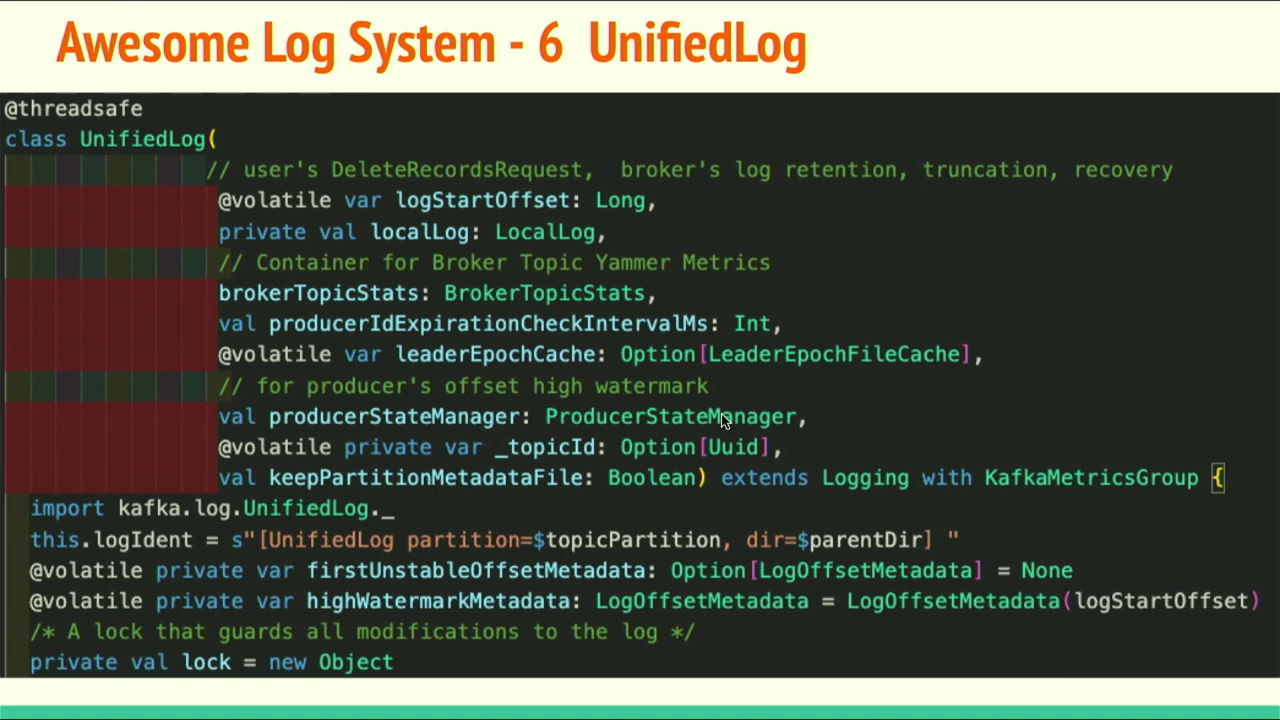 Awesome Log System - 6 UnifiedLog
@threadsafe
class UnifiedLog(
// user's DeleteRecordsRequest, broker's log retention, truncation, recovery
@volatile var logStartOffset: Long,
private val localLog: LocalLog,
// Container for Broker Topic Yammer Metrics
brokerTopicStats: BrokerTopicStats,
val producerIdExpirationCheckIntervalMs: Int,
@volatile var leaderEpochCache: Option[LeaderEpochFileCache],
// for producer's offset high watermark
val producerStateManager: ProducerStateManager,
@volatile private var _topicId: Option[Uuid],
val keepPartitionMetadataFile: Boolean) extends Logging with KafkaMetricsGroup {
import kafka.log.UnifiedLog._
this.logIdent = s"[UnifiedLog partition=$topicPartition, dir=$parentDir] "
@volatile private var firstUnstableOffsetMetadata: Option[LogOffsetMetadata] = None
@volatile private var highWatermarkMetadata: LogOffsetMetadata = LogOffsetMetadata(logStartOffset)
/* A lock that guards all modifications to the log */
private val lock = new Object